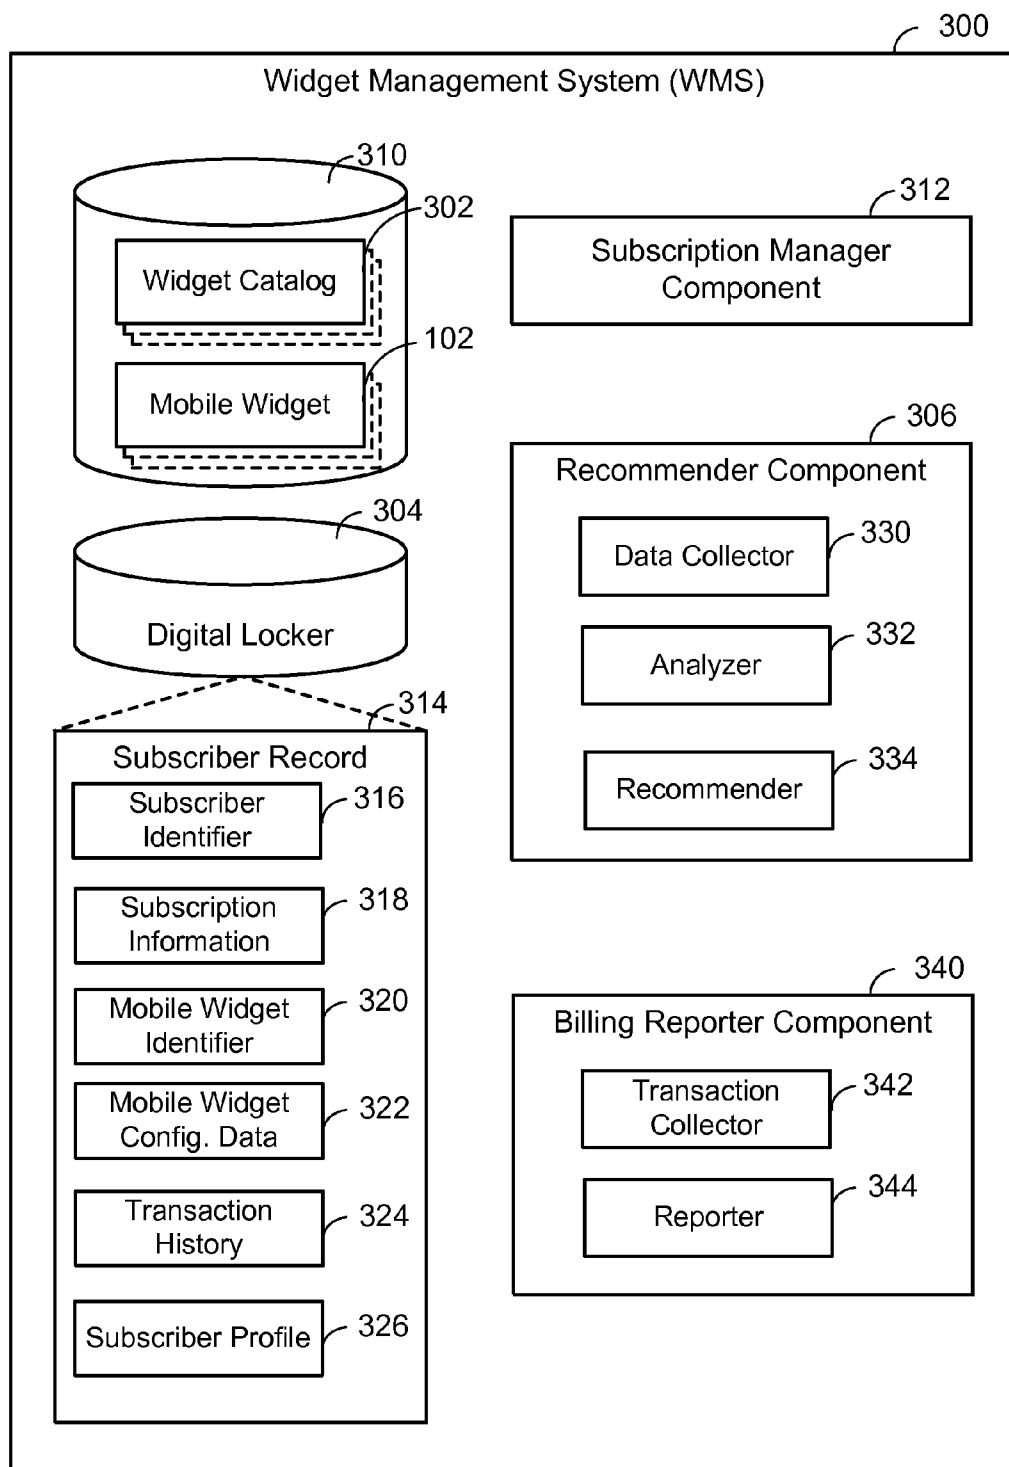 300
Widget Management System (WMS)
310
302
Widget Catalog
102
Mobile Widget
304
Digital Locker
314
Subscriber Record
Subscriber
Identifier
316
Subscription
Information
318
Mobile Widget
Identifier
320
Mobile Widget
Config. Data
322
Transaction
History
324
Subscriber Profile
326
312
Subscription Manager
Component
306
Recommender Component
Data Collector
330
Analyzer
332
Recommender
334
340
Billing Reporter Component
Transaction
Collector
342
Reporter
344